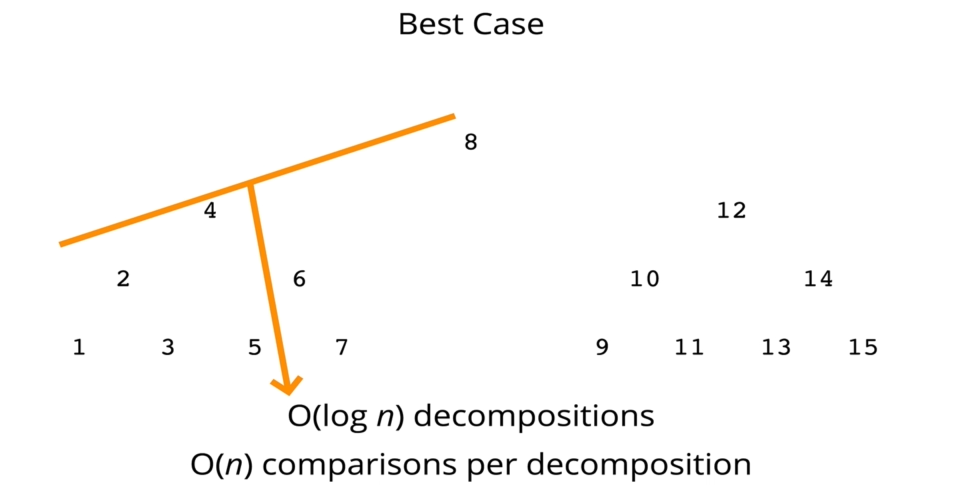 Best Case
8
4 12
2 6 10 14
1 3 5 7 9 11 13 15
O(log n) decompositions
O(n) comparisons per decomposition